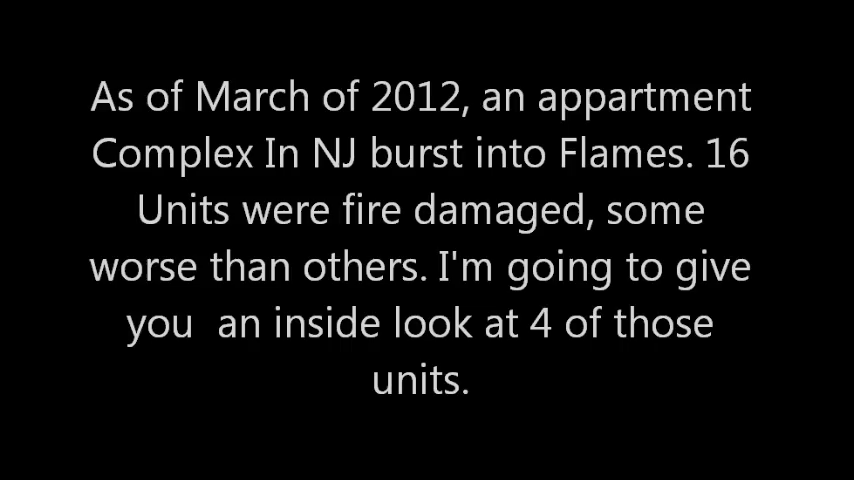 As of March of 2012, an appartment
Complex In NJ burst into Flames. 16
Units were fire damaged, some
worse than others. I'm going to give
you  an inside look at 4 of those
units.